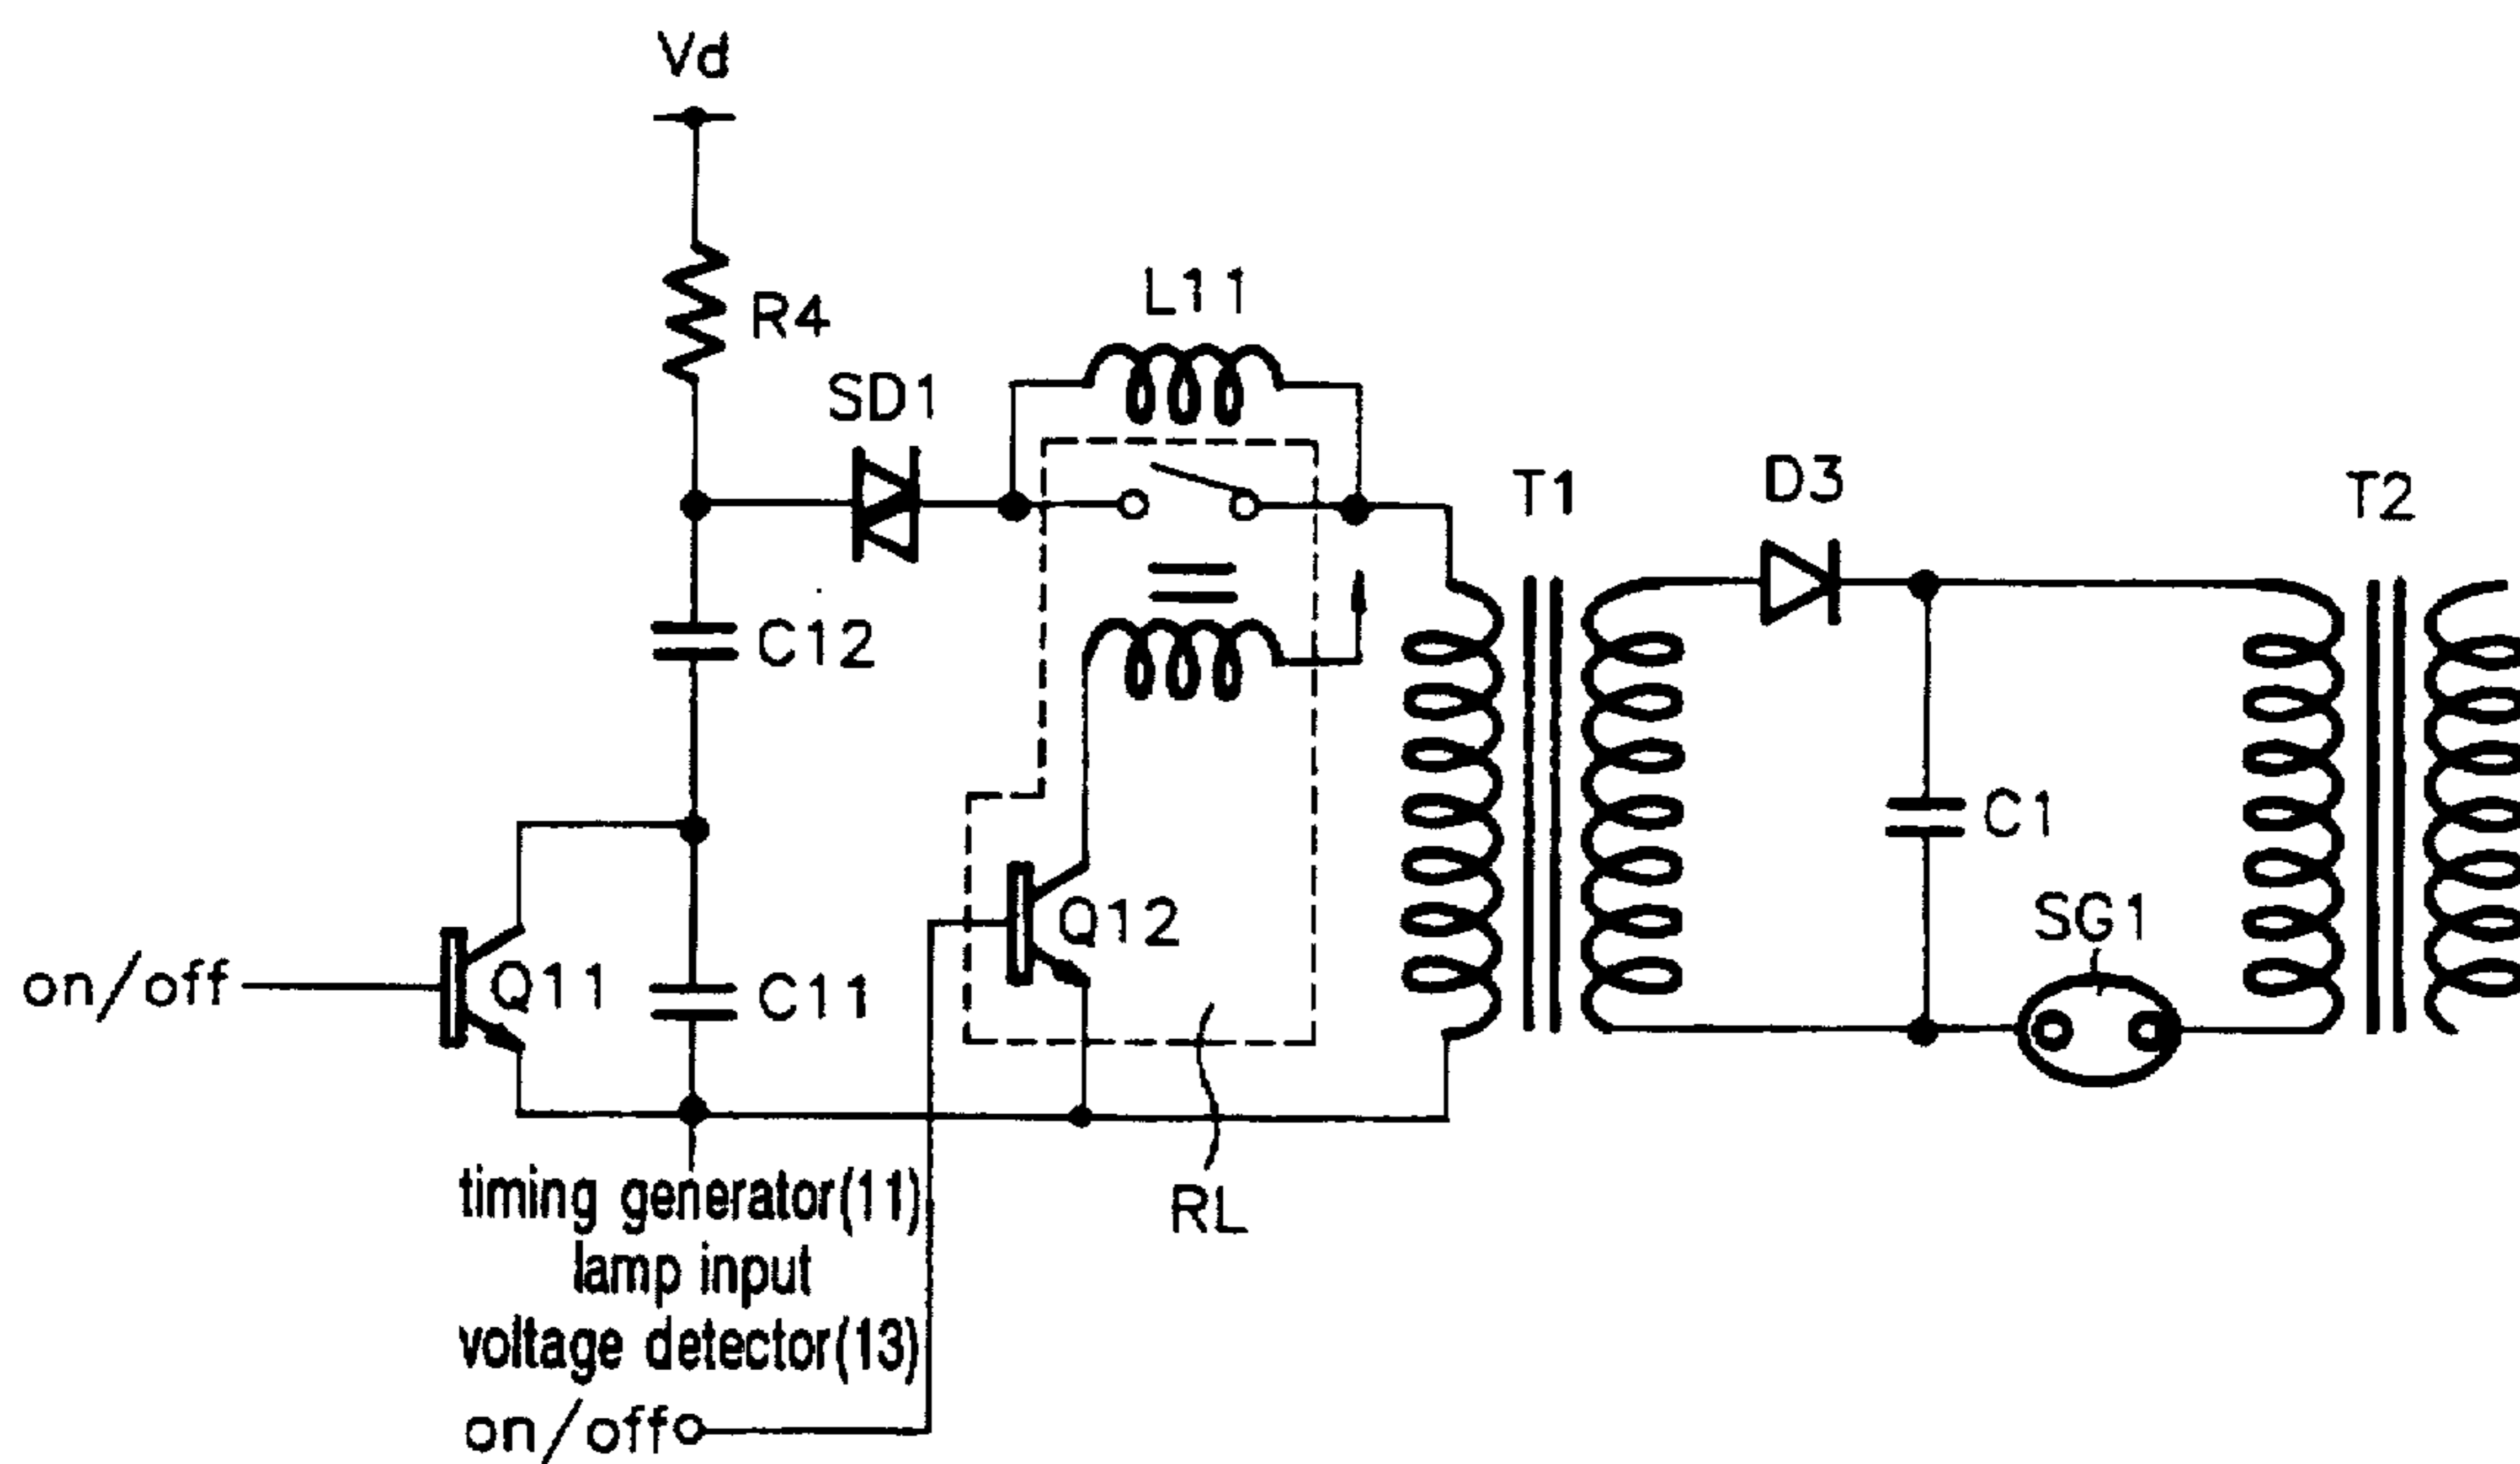 Vd
R4
L11
SD1
T1
D3
T2
C12
C1
Q12
SG1
on/off
Q11
C11
timing generator(11)
lamp input
voltage detector(13)
RL
on/off